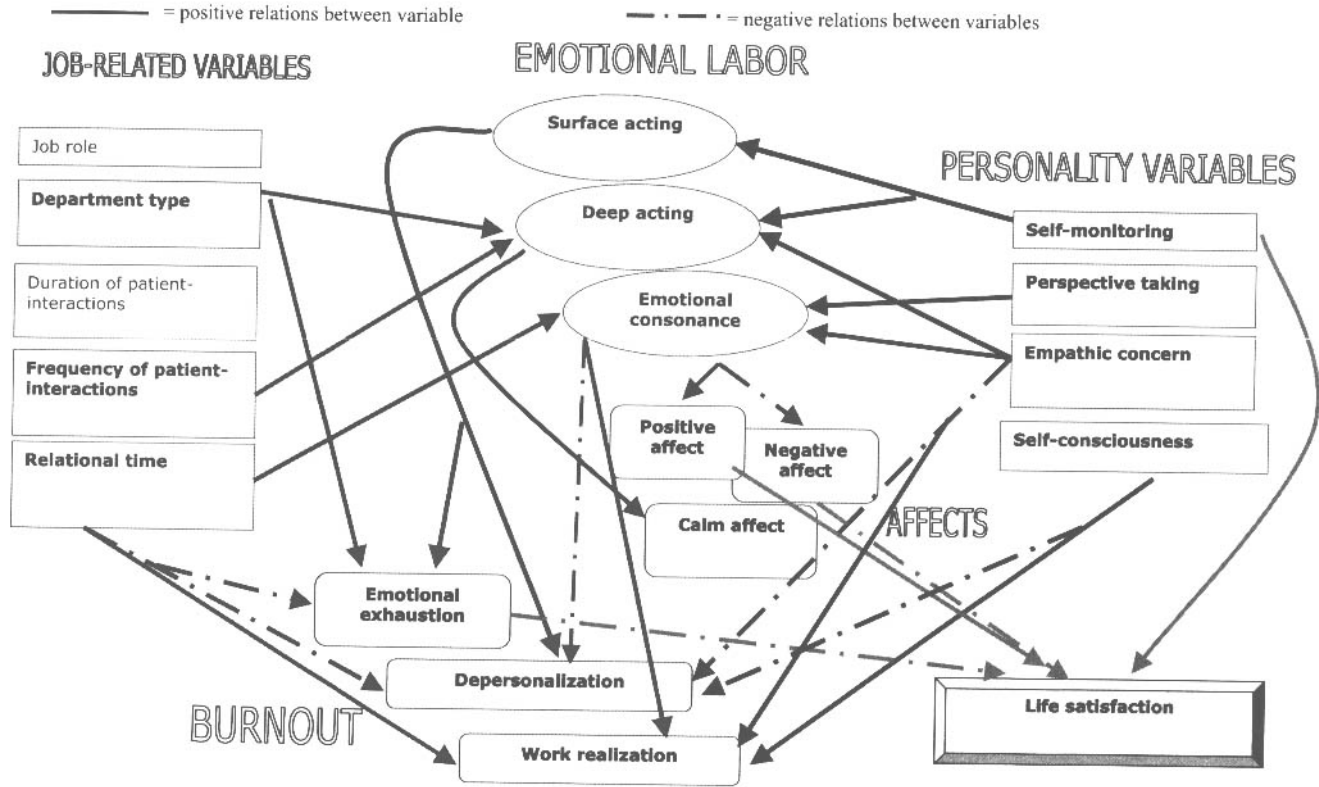 = positive relations between variable
= negative relations between variables
JOB-RELATED VARIABLES
EMOTIONAL LABOR
PERSONALITY VARIABLES
Job role
Department type
Duration of patient-
interactions
Frequency of patient-
interactions
Relational time
Surface acting
Deep acting
Emotional
consonance
Self-monitoring
Perspective taking
Empathic concern
Self-consciousness
Positive
affect
Negative
affect
Calm affect
AFFECTS
Emotional
exhaustion
Depersonalization
Work realization
BURNOUT
Life satisfaction